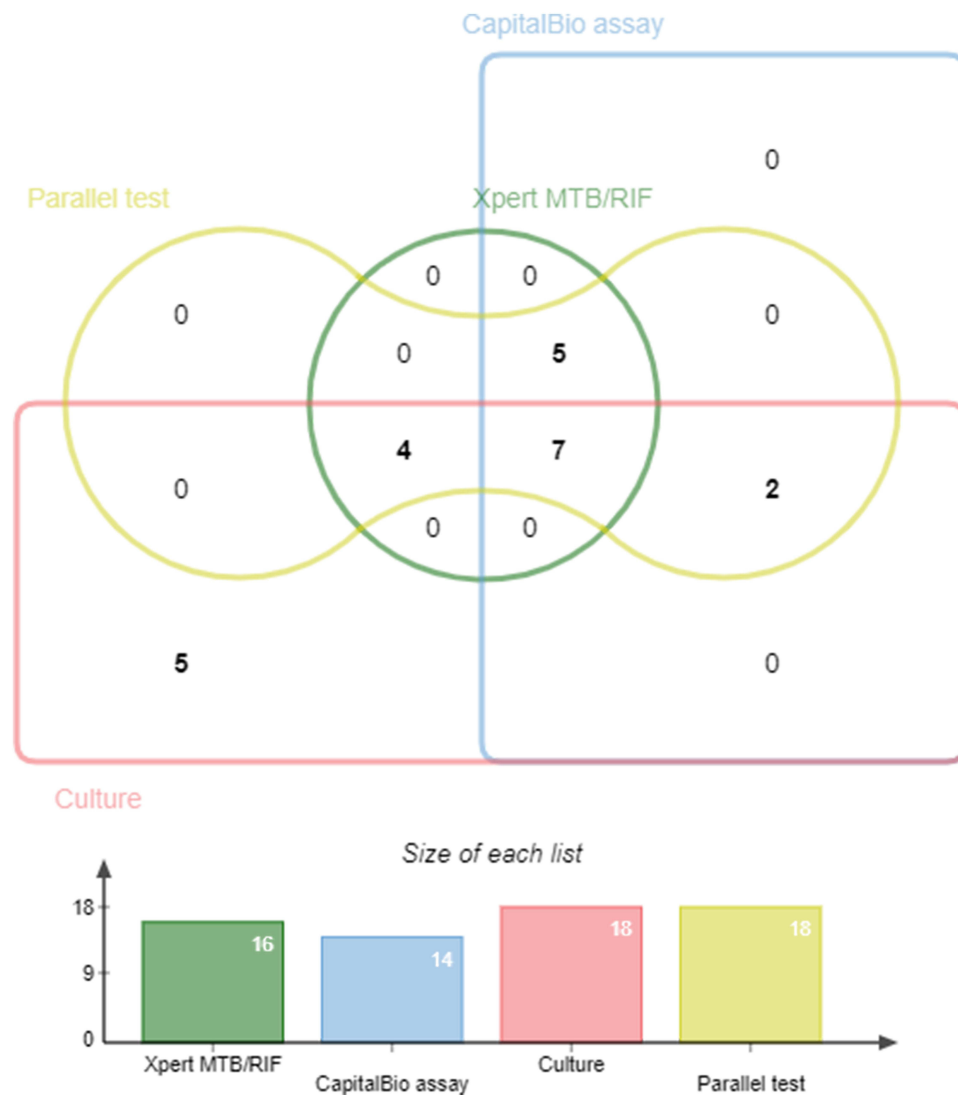 CapitalBio assay
0
Parallel test
Xpert MTB/RIF
0 0
0 0
0 5
4 7
0 2
0 0
5 0
Culture
Size of each list
18
9
0
16
14
18
18
Xpert MTB/RIF
CapitalBio assay
Culture
Parallel test